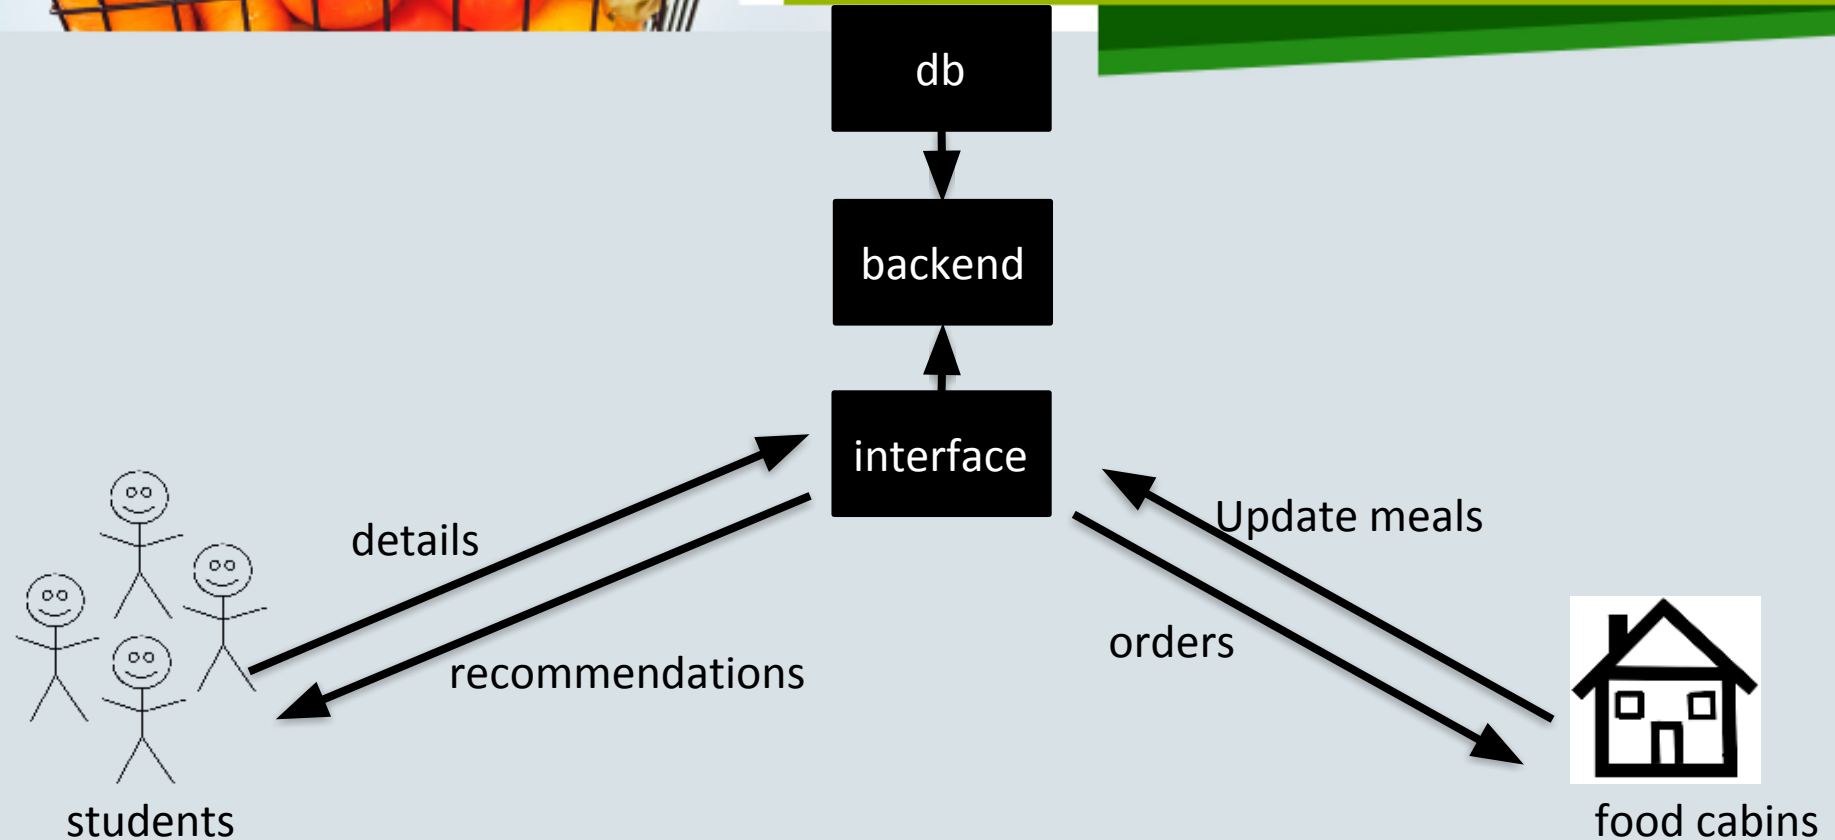 db
backend
interface
details
Update meals
orders
recommendations
students
food cabins